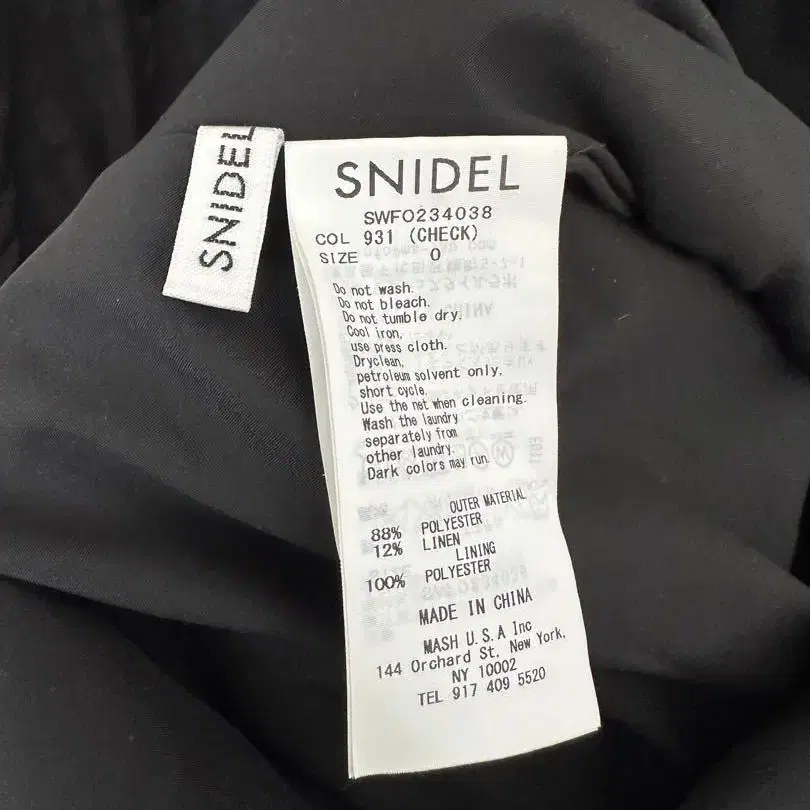 SNIDEL
SNIDEL
SWFO234038
COL 931 (CHECK)
SIZE 0
Do not wash.
Do not bleach.
Do not tumble dry.
Cool iron,
use press cloth.
Dryclean,
petroleum solvent only,
short cycle.
Use the net when cleaning.
Wash the laundry
separately from
other laundry.
Dark colors may run.
OUTER MATERIAL
88% POLYESTER
12% LINEN
LINING
100% POLYESTER
MADE IN CHINA
MASH U.S.A Inc
144 Orchard St. New York,
NY 10002
TEL 917 409 5520